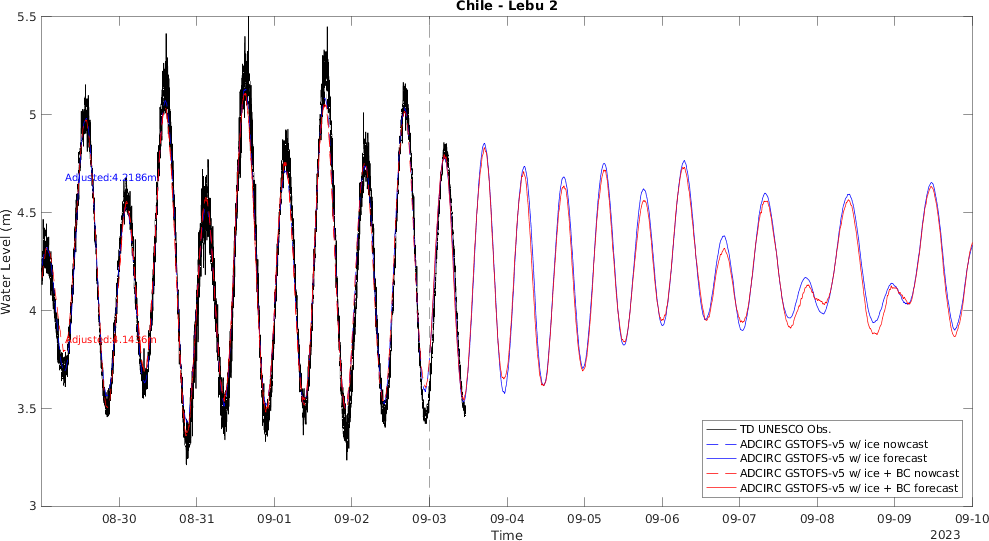 Chile - Lebu 2
5.5
5
4.5
4
3.5
3
Water Level (m)
Adjusted:4.2186m
Adjusted:4.1436m
TD UNESCO Obs.
ADCIRC GSTOFS-v5 w/ ice nowcast
ADCIRC GSTOFS-v5 w/ ice forecast
ADCIRC GSTOFS-v5 w/ ice + BC nowcast
ADCIRC GSTOFS-v5 w/ ice + BC forecast
08-30 08-31 09-01 09-02 09-03 09-04 09-05 09-06 09-07 09-08 09-09 09-10
Time
2023